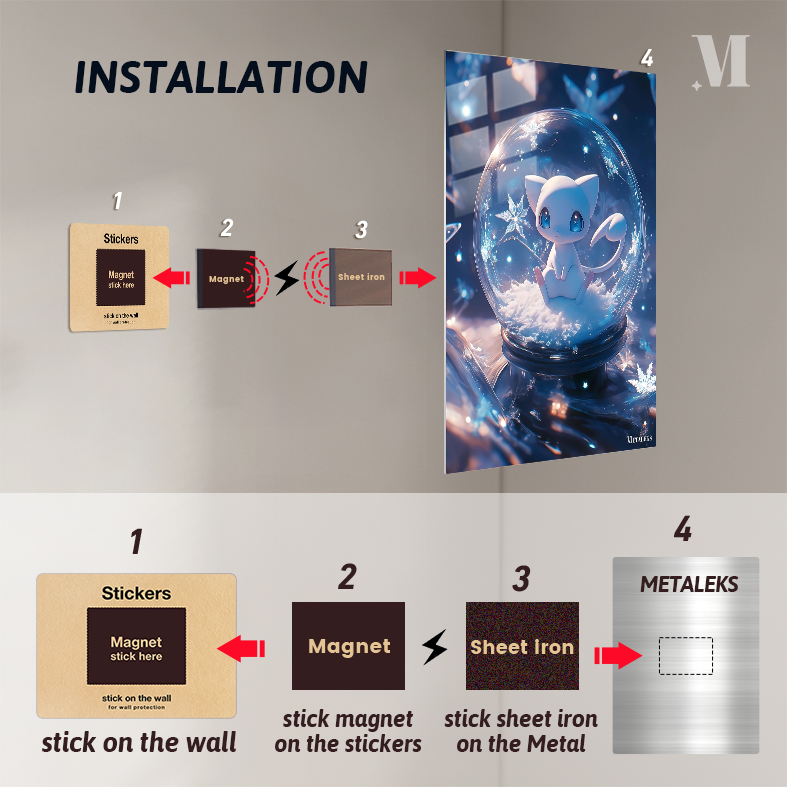 INSTALLATION
M
4
1
2
3
Stickers
Magnet
stick here
stick on the wall
for wall protection
Magnet
Sheet iron
Metaleks
1
2
3
4
Stickers
Magnet
stick here
stick on the wall
for wall protection
Magnet
Sheet iron
METALEKS
stick on the wall
stick magnet
on the stickers
stick sheet iron
on the Metal